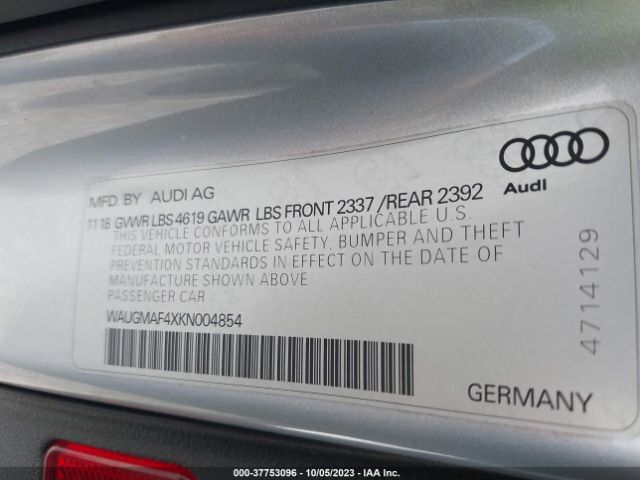 MFD. BY AUDI AG
1118 GVWR LBS 4619 GAWR LBS FRONT 2337 /REAR 2392
THIS VEHICLE CONFORMS TO ALL APPLICABLE U.S.
FEDERAL MOTOR VEHICLE SAFETY, BUMPER AND THEFT
PREVENTION STANDARDS IN EFFECT ON THE DATE OF
MANUFACTURE SHOWN ABOVE
PASSENGER CAR
WAUGMAF4XKN004854
Audi
4714129
GERMANY
000-37753096 - 10/05/2023 - IAA Inc.